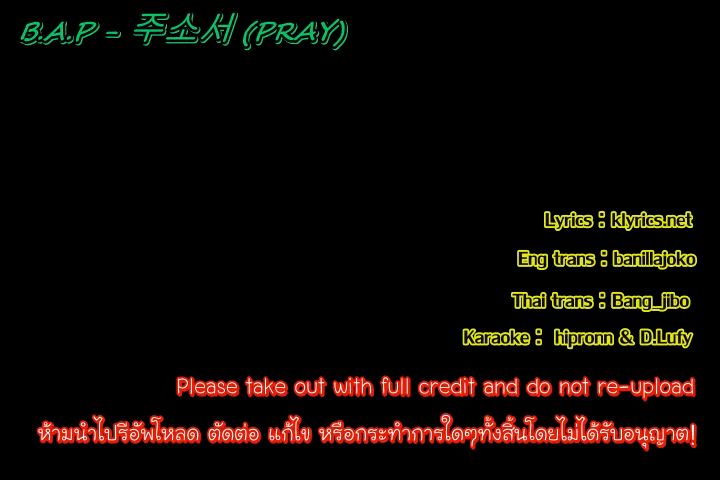 B.A.P - 주소서 (PRAY)
Lyrics : klyrics.net
Eng trans : banillajoko
Thai trans : Bang_jibo
Karaoke : hipronn & D.Lufy
Please take out with full credit and do not re-upload
ห้ามนำไปรีอัพโหลด ตัดต่อ แก้ไข หรือกระทำการใดๆทั้งสิ้นโดยไม่ได้รับอนุญาต!